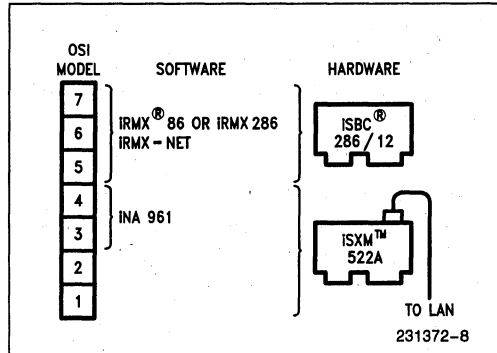 OSI
MODEL
SOFTWARE
HARDWARE
7
6
5
4
3
2
1
iRMX® 86 OR iRMX 286
iRMX - NET
iNA 961
iSBC®
286/12
iSXM™
522A
TO LAN
231372-8